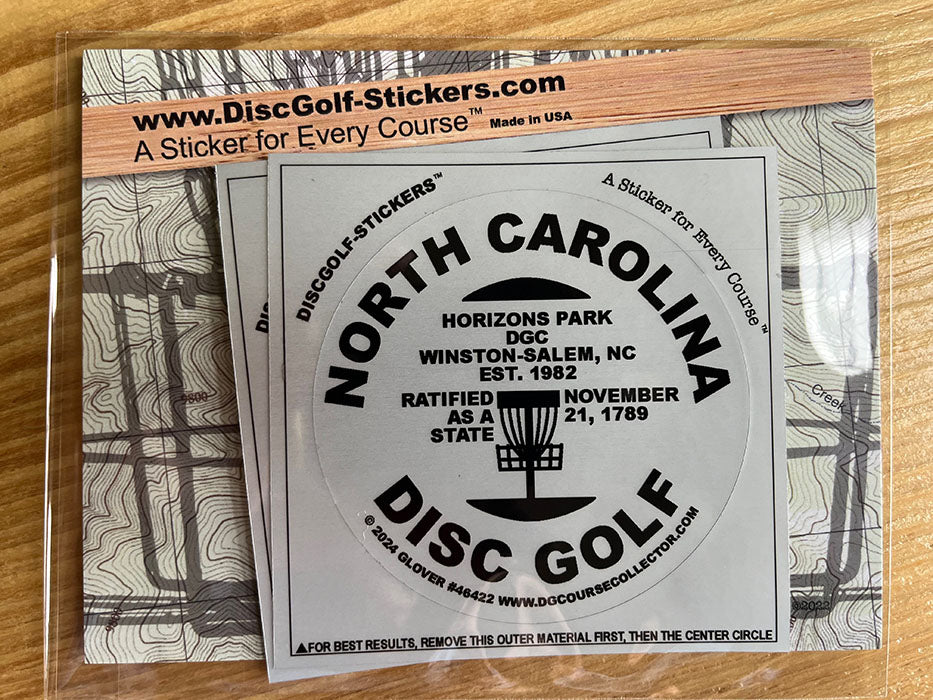 www.DiscGolf-Stickers.com
A Sticker for Every Course™ Made in USA
DISCGOLF-STICKERS™
A Sticker for Every Course™
NORTH CAROLINA
HORIZONS PARK
DGC
WINSTON-SALEM, NC
EST. 1982
RATIFIED
AS A
STATE
NOVEMBER
21, 1789
DISC GOLF
© 2024 GLOVER #46422 WWW.DGCOURSECOLLECTOR.COM
▲FOR BEST RESULTS, REMOVE THIS OUTER MATERIAL FIRST, THEN THE CENTER CIRCLE
9800
Creek
©2022